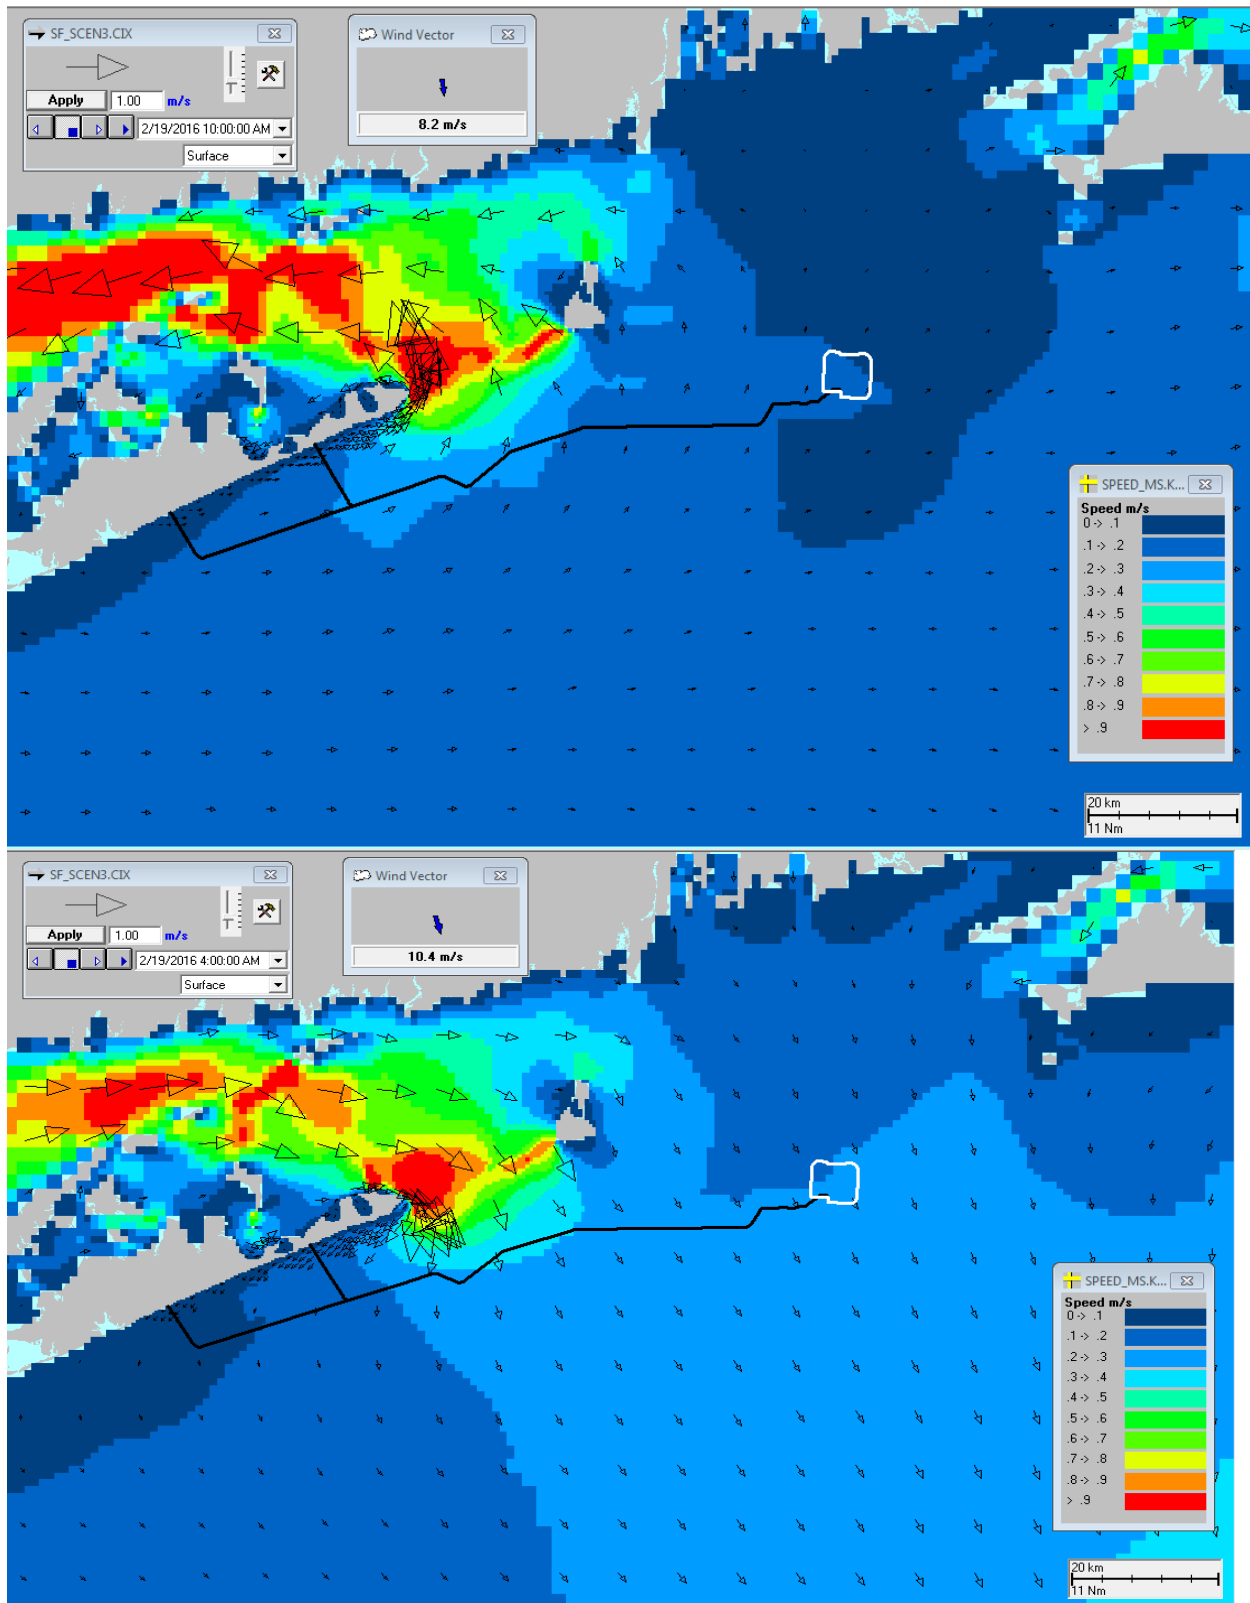 SF_SCEN3.CIX
Apply 1.00 m/s
2/19/2016 10:00:00 AM
Surface
Wind Vector
8.2 m/s
SPEED_MS.K...
Speed m/s
0-> .1
.1-> .2
.2-> .3
.3-> .4
.4-> .5
.5-> .6
.6-> .7
.7-> .8
.8-> .9
> .9
20 km
11 Nm
SF_SCEN3.CIX
Apply 1.00 m/s
2/19/2016 4:00:00 AM
Surface
Wind Vector
10.4 m/s
SPEED_MS.K...
Speed m/s
0-> .1
.1-> .2
.2-> .3
.3-> .4
.4-> .5
.5-> .6
.6-> .7
.7-> .8
.8-> .9
> .9
20 km
11 Nm